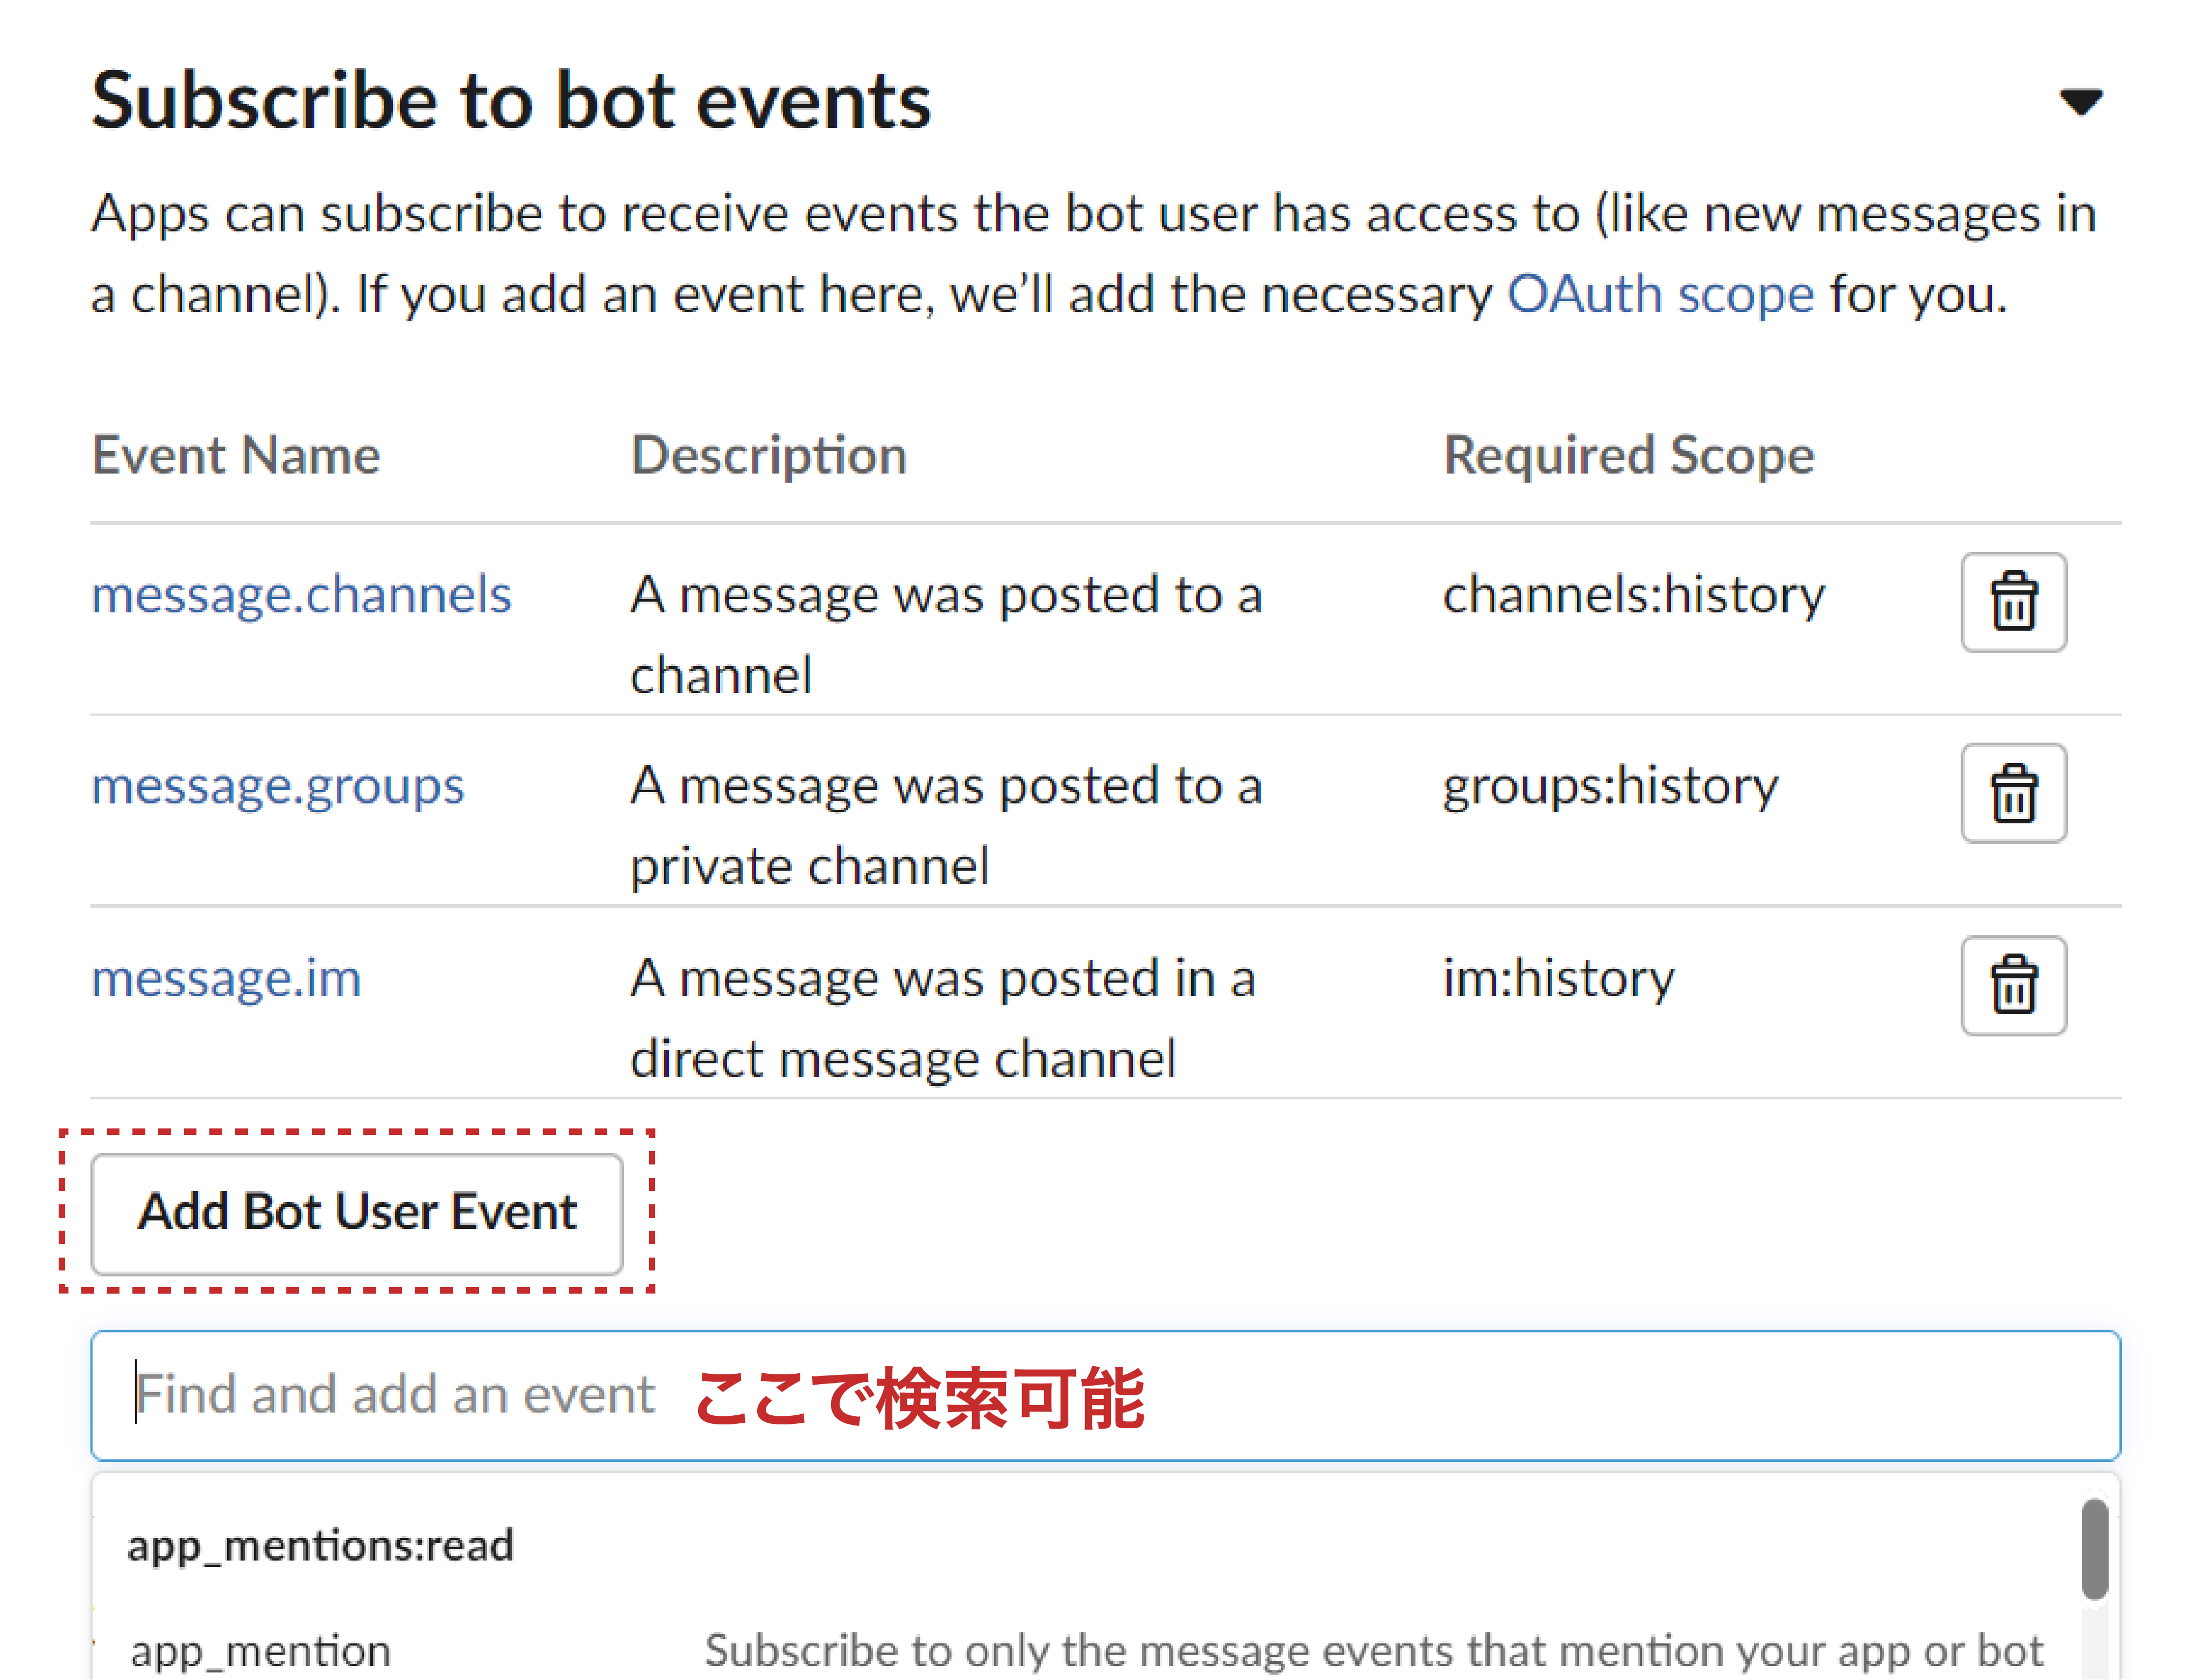 Subscribe to bot events
Apps can subscribe to receive events the bot user has access to (like new messages in
a channel). If you add an event here, we’ll add the necessary OAuth scope for you.
Event Name Description Required Scope
message.channels A message was posted to a channels:history
channel
message.groups A message was posted to a groups:history
private channel
message.im A message was posted in a im:history
direct message channel
Add Bot User Event
Find and add an event ここで検索可能
app_mentions:read
app_mention Subscribe to only the message events that mention your app or bot